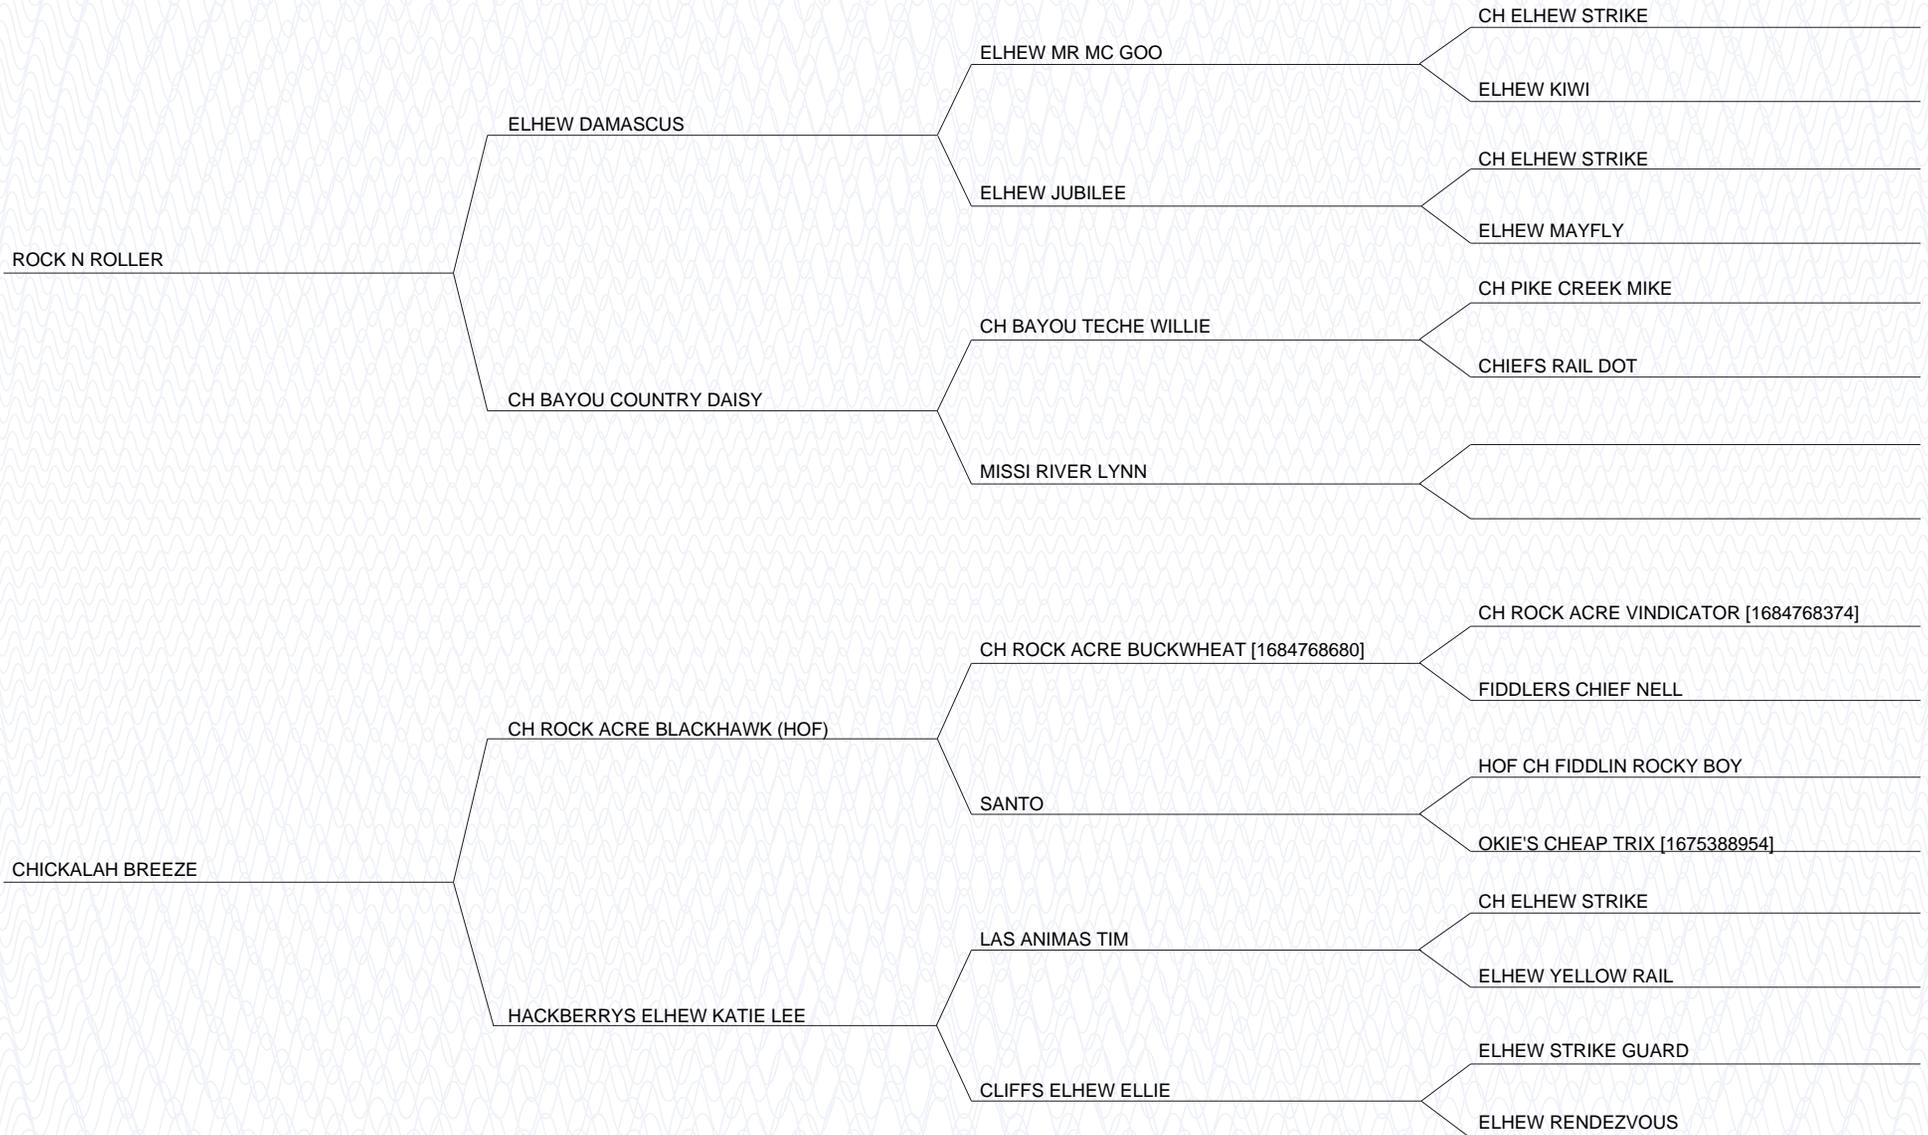 CH ELHEW STRIKE
ELHEW MR MC GOO
ELHEW KIWI
ELHEW DAMASCUS
CH ELHEW STRIKE
ELHEW JUBILEE
ELHEW MAYFLY
ROCK N ROLLER
CH PIKE CREEK MIKE
CH BAYOU TECHE WILLIE
CHIEFS RAIL DOT
CH BAYOU COUNTRY DAISY
MISSI RIVER LYNN
CH ROCK ACRE VINDICATOR [1684768374]
CH ROCK ACRE BUCKWHEAT [1684768680]
FIDDLERS CHIEF NELL
CH ROCK ACRE BLACKHAWK (HOF)
HOF CH FIDDLIN ROCKY BOY
SANTO
OKIE'S CHEAP TRIX [1675388954]
CHICKALAH BREEZE
CH ELHEW STRIKE
LAS ANIMAS TIM
ELHEW YELLOW RAIL
HACKBERRYS ELHEW KATIE LEE
ELHEW STRIKE GUARD
CLIFFS ELHEW ELLIE
ELHEW RENDEZVOUS